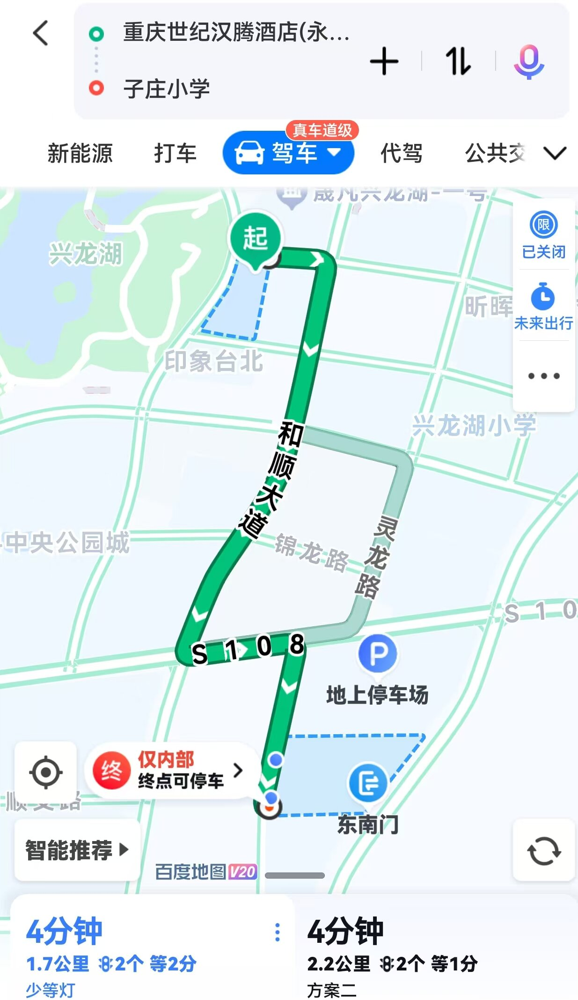 重庆世纪汉腾酒店(永...
子庄小学
真车道级
新能源
打车
驾车
代驾
公共交
晟凡兴龙湖-一号
限
已关闭
起
兴龙湖
昕晖
未来出行
印象台北
兴龙湖小学
和顺大道
中央公园城
锦龙路
灵龙路
S10
S108
P
地上停车场
终
仅内部
终点可停车
东南门
智能推荐
百度地图V20
4分钟
1.7公里 2个 等2分
少等灯
4分钟
2.2公里 2个 等1分
方案二